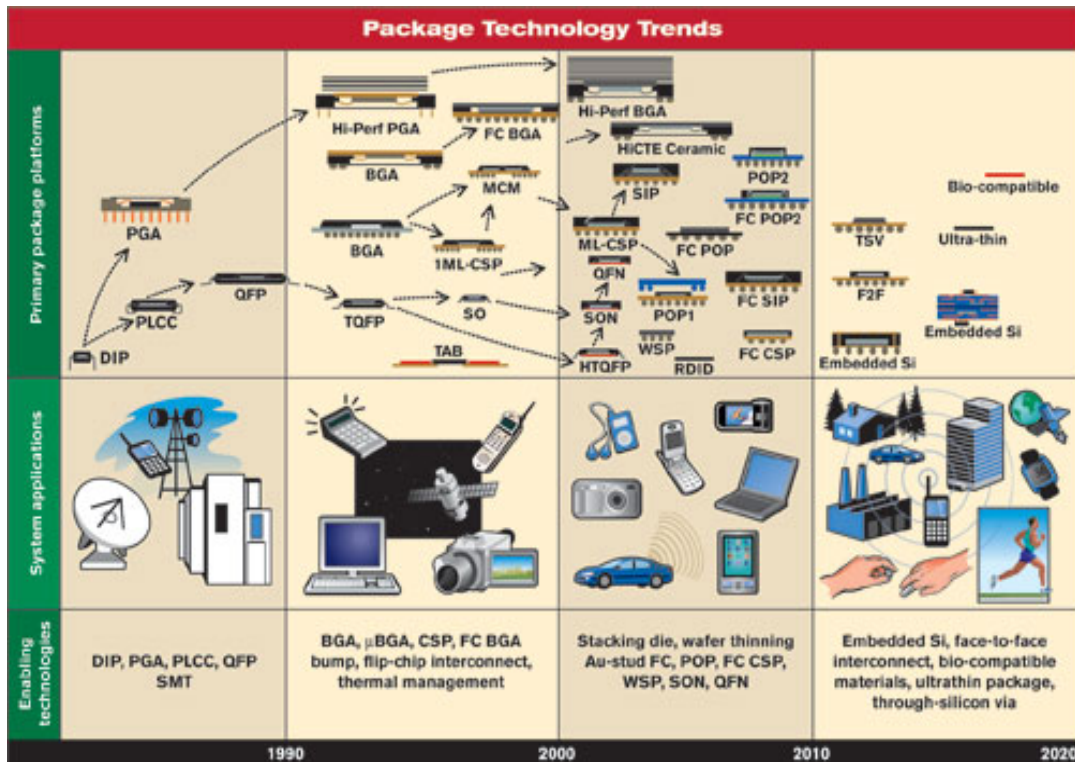 Package Technology Trends
Primary package platforms
PGA
DIP
PLCC
QFP
Hi-Perf PGA
FC BGA
BGA
MCM
BGA
1ML-CSP
TQFP
SO
TAB
Hi-Perf BGA
HiCTE Ceramic
SIP
POP2
FC POP2
ML-CSP
FC POP
QFN
POP1
FC SIP
SON
WSP
FC CSP
HTQFP
RDID
Bio-compatible
TSV
Ultra-thin
F2F
Embedded Si
Embedded Si
System applications
Enabling
technologies
DIP, PGA, PLCC, QFP
SMT
BGA, μBGA, CSP, FC BGA
bump, flip-chip interconnect,
thermal management
Stacking die, wafer thinning
Au-stud FC, POP, FC CSP,
WSP, SON, QFN
Embedded Si, face-to-face
interconnect, bio-compatible
materials, ultrathin package,
through-silicon via
1990
2000
2010
2020